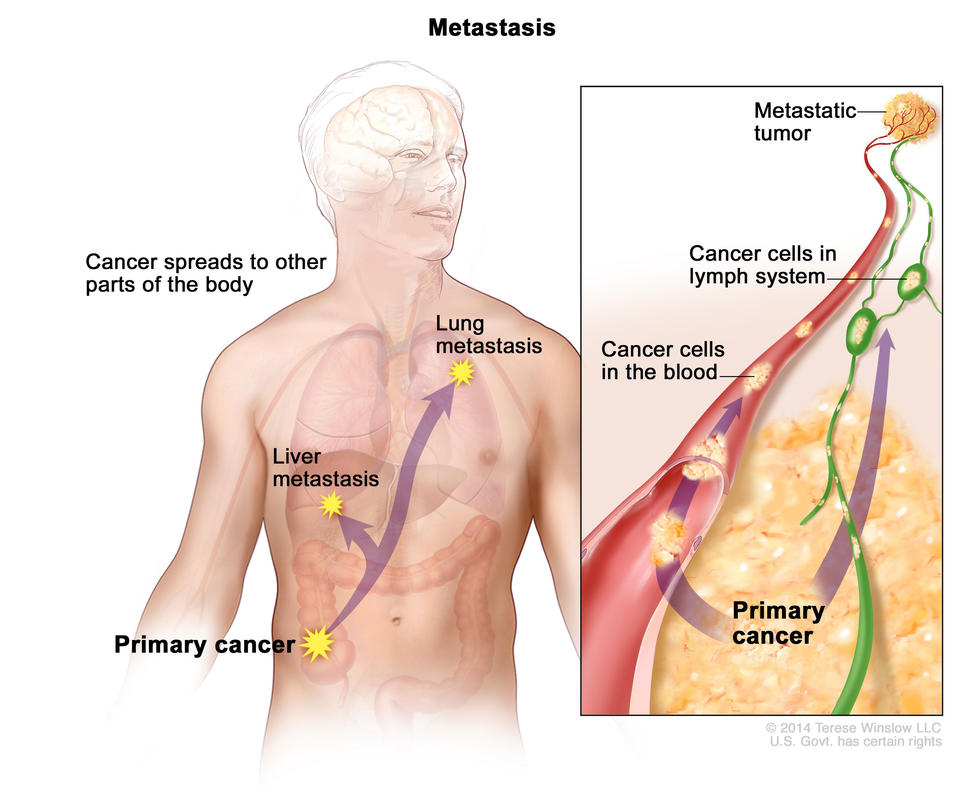 Metastasis
Cancer spreads to other
parts of the body
Lung
metastasis
Liver
metastasis
Primary cancer
Metastatic
tumor
Cancer cells in
lymph system
Cancer cells
in the blood
Primary
cancer
© 2014 Terese Winslow LLC
U.S. Govt. has certain rights